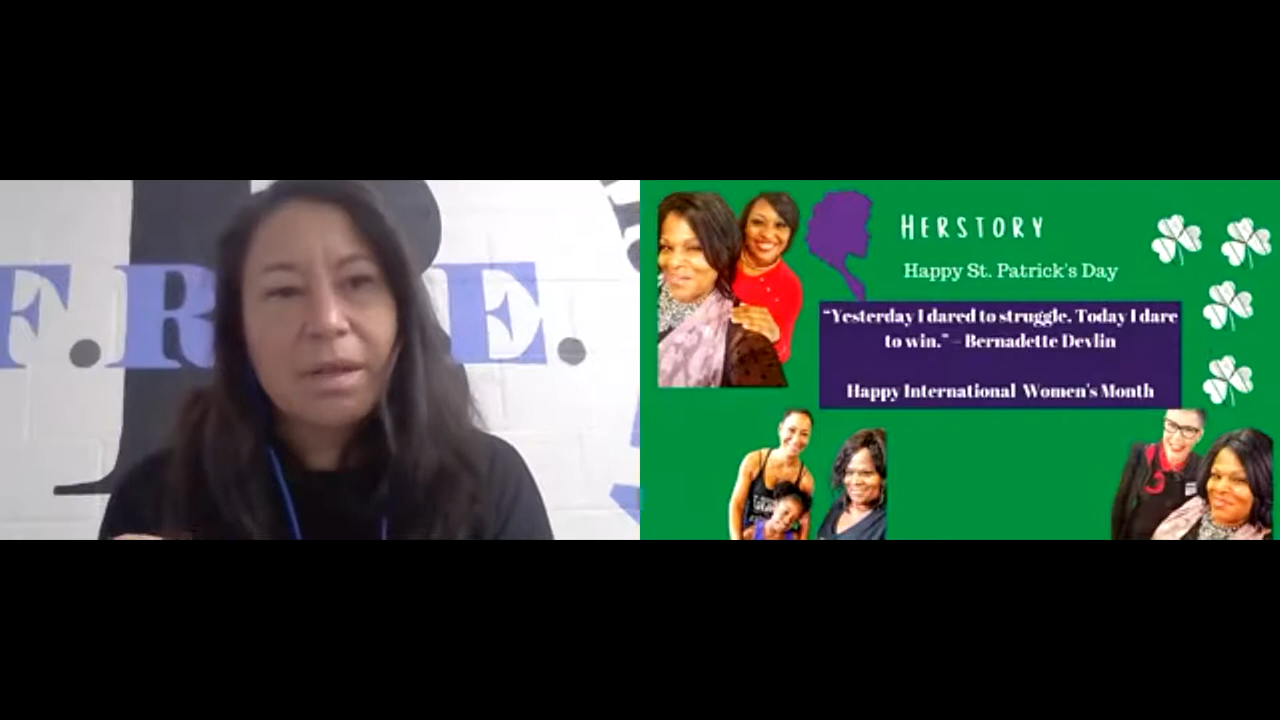 F.R E.
HERSTORY
Happy St. Patrick's Day
“Yesterday I dared to struggle. Today I dare
to win.” – Bernadette Devlin
Happy International Women's Month